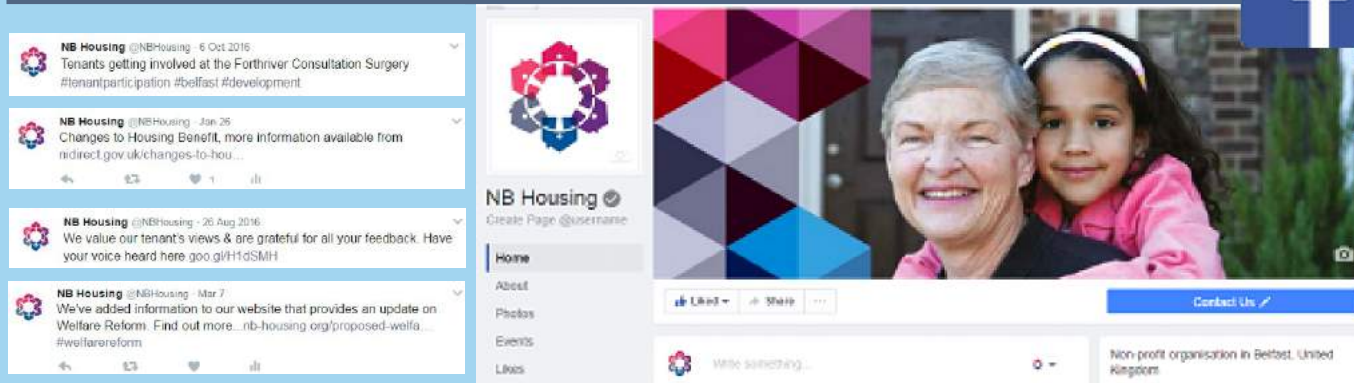 NB Housing @NBHousing · 6 Oct 2016
Tenants getting involved at the Forthriver Consultation Surgery
#tenantparticipation #belfast #development
NB Housing @NBHousing · Jan 26
Changes to Housing Benefit, more information available from
nidirect.gov.uk/changes-to-hou...
1
NB Housing @NBHousing · 26 Aug 2016
We value our tenant's views & are grateful for all your feedback. Have
your voice heard here goo.gl/H1dSMH
NB Housing @NBHousing · Mar 7
We've added information to our website that provides an update on
Welfare Reform. Find out more...nb-housing.org/proposed-welfa...
#welfarereform
NB Housing
Create Page @username
Home
About
Photos
Events
Likes
Liked
Share
Contact Us
Write something...
Non-profit organisation in Belfast, United
Kingdom